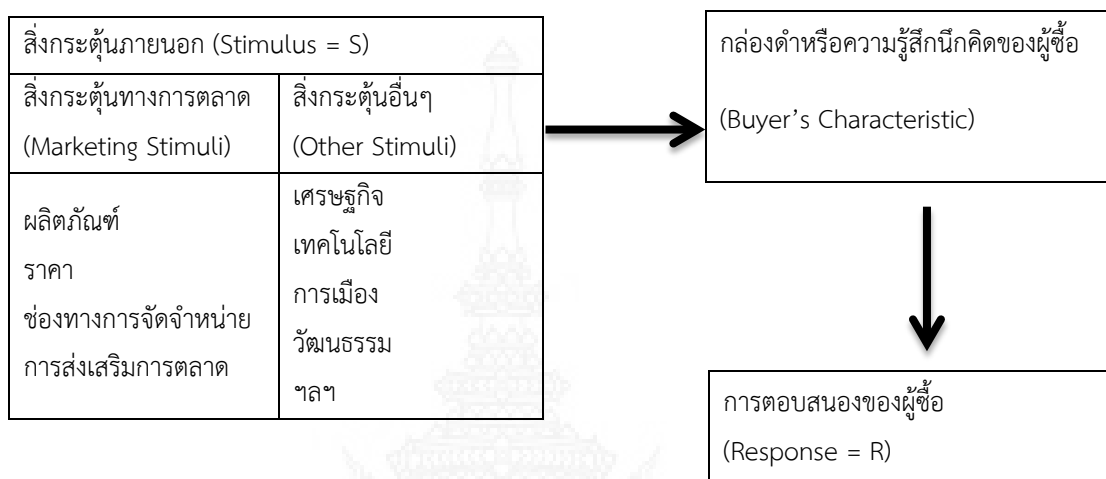 สิ่งกระตุ้นภายนอก (Stimulus = S)
สิ่งกระตุ้นทางการตลาด
(Marketing Stimuli)
สิ่งกระตุ้นอื่นๆ
(Other Stimuli)
ผลิตภัณฑ์
ราคา
ช่องทางการจัดจำหน่าย
การส่งเสริมการตลาด
เศรษฐกิจ
เทคโนโลยี
การเมือง
วัฒนธรรม
ฯลฯ
กล่องดำหรือความรู้สึกนึกคิดของผู้ซื้อ
(Buyer’s Characteristic)
การตอบสนองของผู้ซื้อ
(Response = R)